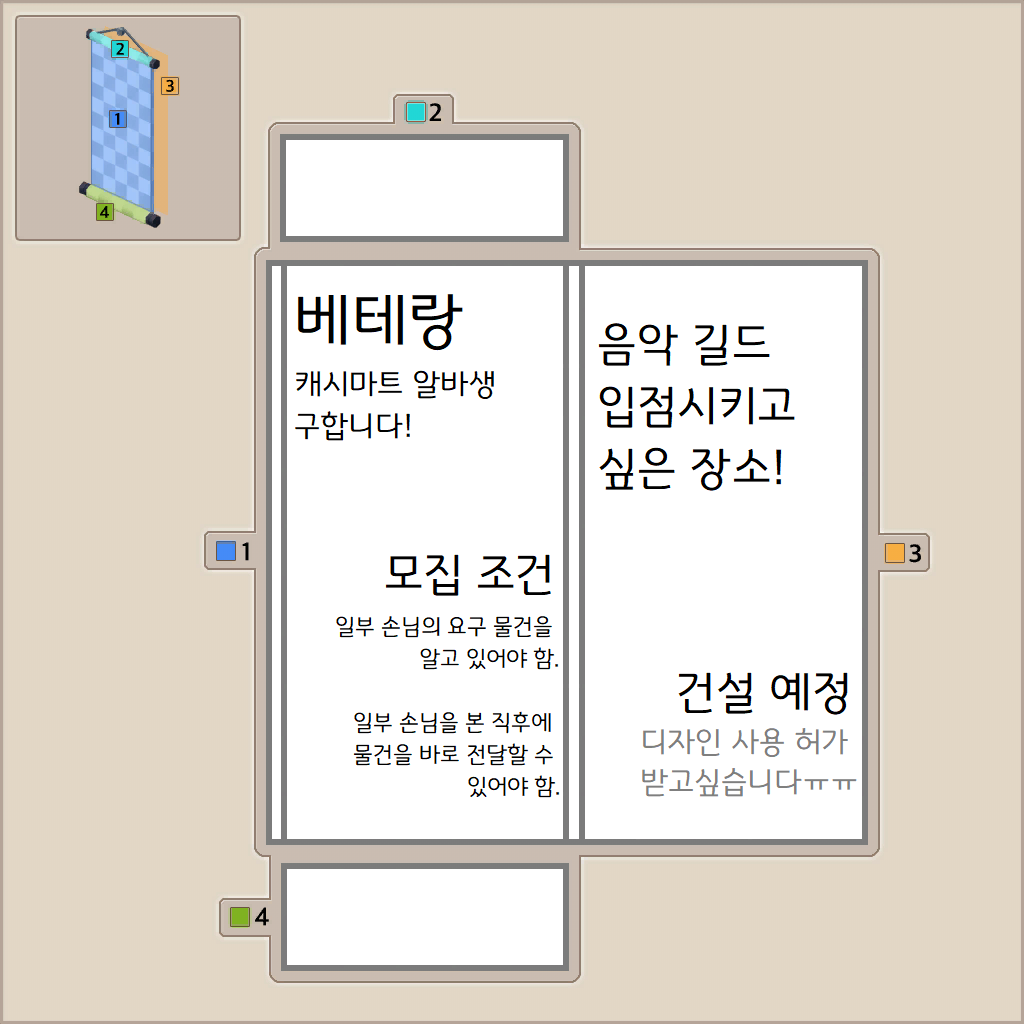 2
1
3
4
2
베테랑
캐시마트 알바생
구합니다!
모집 조건
일부 손님의 요구 물건을
알고 있어야 함.
일부 손님을 본 직후에
물건을 바로 전달할 수
있어야 함.
음악 길드
입점시키고
싶은 장소!
건설 예정
디자인 사용 허가
받고싶습니다ㅠㅠ
1
3
4